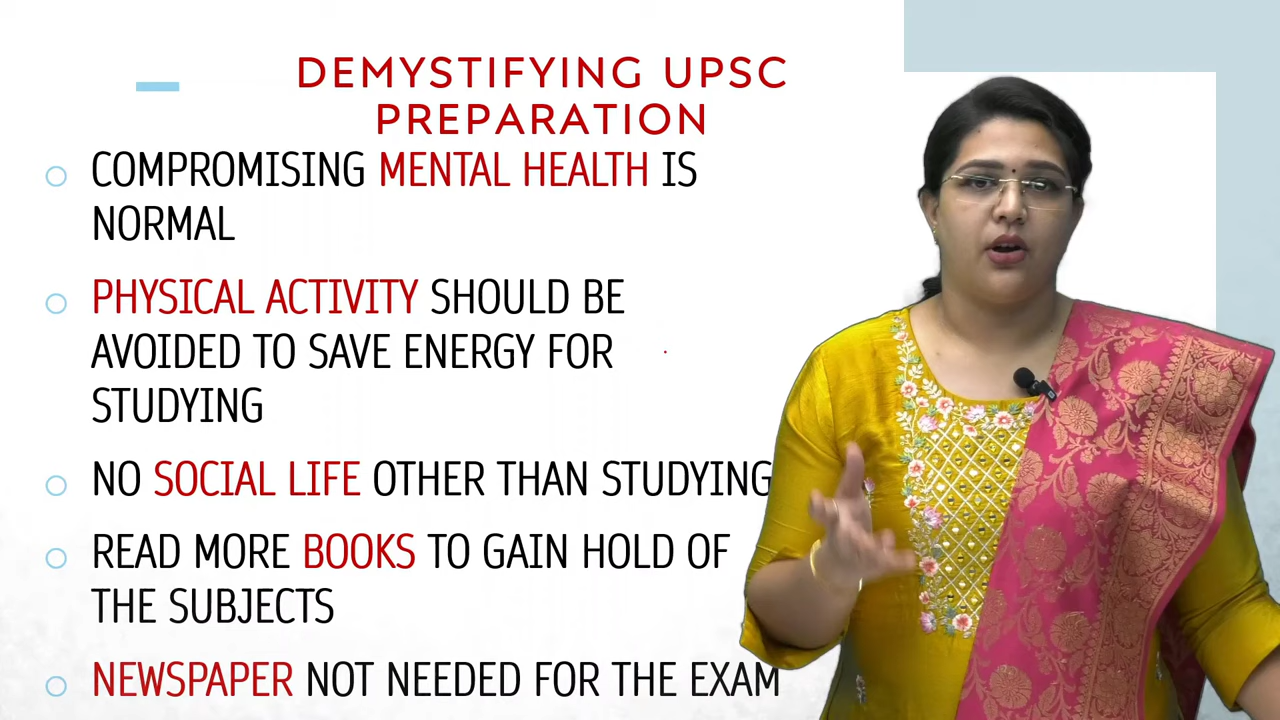 DEMYSTIFYING UPSC
PREPARATION
COMPROMISING MENTAL HEALTH IS
NORMAL
PHYSICAL ACTIVITY SHOULD BE
AVOIDED TO SAVE ENERGY FOR
STUDYING
NO SOCIAL LIFE OTHER THAN STUDYING
READ MORE BOOKS TO GAIN HOLD OF
THE SUBJECTS
NEWSPAPER NOT NEEDED FOR THE EXAM